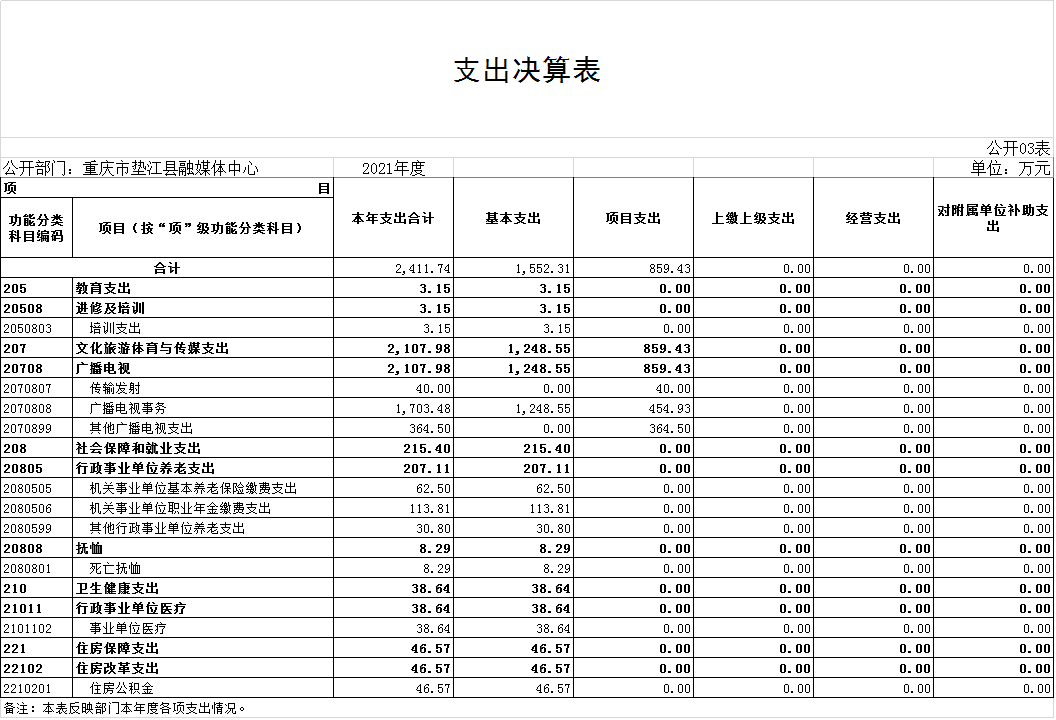 支出决算表
公开03表
公开部门：重庆市垫江县融媒体中心 2021年度 单位：万元
项 目 本年支出合计 基本支出 项目支出 上缴上级支出 经营支出 对附属单位补助支出
功能分类科目编码 项目（按“项”级功能分类科目）
合计 2,411.74 1,552.31 859.43 0.00 0.00 0.00
205 教育支出 3.15 3.15 0.00 0.00 0.00 0.00
20508 进修及培训 3.15 3.15 0.00 0.00 0.00 0.00
2050803 培训支出 3.15 3.15 0.00 0.00 0.00 0.00
207 文化旅游体育与传媒支出 2,107.98 1,248.55 859.43 0.00 0.00 0.00
20708 广播电视 2,107.98 1,248.55 859.43 0.00 0.00 0.00
2070807 传输发射 40.00 0.00 40.00 0.00 0.00 0.00
2070808 广播电视事务 1,703.48 1,248.55 454.93 0.00 0.00 0.00
2070899 其他广播电视支出 364.50 0.00 364.50 0.00 0.00 0.00
208 社会保障和就业支出 215.40 215.40 0.00 0.00 0.00 0.00
20805 行政事业单位养老支出 207.11 207.11 0.00 0.00 0.00 0.00
2080505 机关事业单位基本养老保险缴费支出 62.50 62.50 0.00 0.00 0.00 0.00
2080506 机关事业单位职业年金缴费支出 113.81 113.81 0.00 0.00 0.00 0.00
2080599 其他行政事业单位养老支出 30.80 30.80 0.00 0.00 0.00 0.00
20808 抚恤 8.29 8.29 0.00 0.00 0.00 0.00
2080801 死亡抚恤 8.29 8.29 0.00 0.00 0.00 0.00
210 卫生健康支出 38.64 38.64 0.00 0.00 0.00 0.00
21011 行政事业单位医疗 38.64 38.64 0.00 0.00 0.00 0.00
2101102 事业单位医疗 38.64 38.64 0.00 0.00 0.00 0.00
221 住房保障支出 46.57 46.57 0.00 0.00 0.00 0.00
22102 住房改革支出 46.57 46.57 0.00 0.00 0.00 0.00
2210201 住房公积金 46.57 46.57 0.00 0.00 0.00 0.00
备注：本表反映部门本年度各项支出情况。